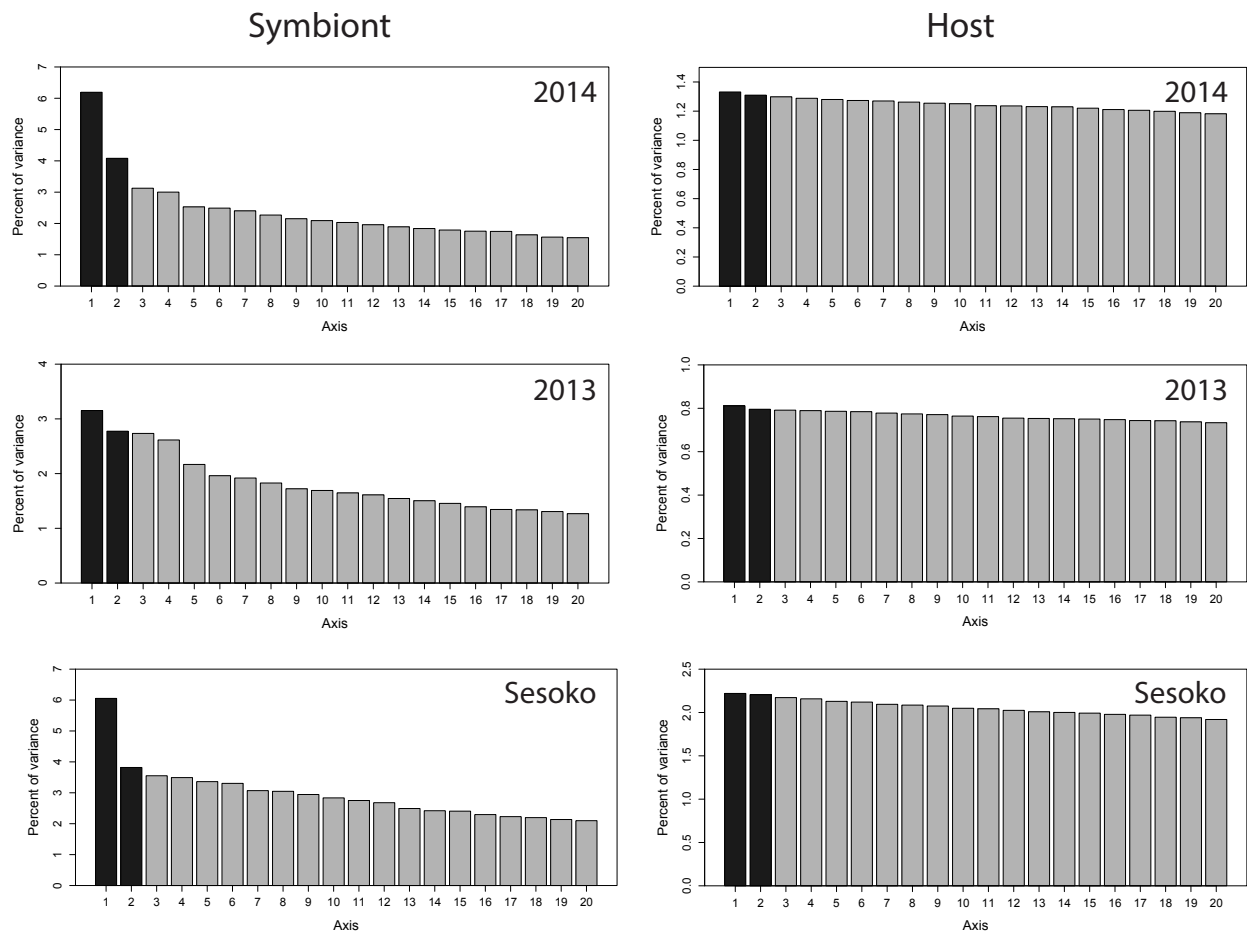 Symbiont
Host
2014
Percent of variance
0 1 2 3 4 5 6 7
1 2 3 4 5 6 7 8 9 10 11 12 13 14 15 16 17 18 19 20
Axis
2014
Percent of variance
0.0 0.2 0.4 0.6 0.8 1.0 1.2 1.4
1 2 3 4 5 6 7 8 9 10 11 12 13 14 15 16 17 18 19 20
Axis
2013
Percent of variance
0 1 2 3 4
1 2 3 4 5 6 7 8 9 10 11 12 13 14 15 16 17 18 19 20
Axis
2013
Percent of variance
0.0 0.2 0.4 0.6 0.8 1.0
1 2 3 4 5 6 7 8 9 10 11 12 13 14 15 16 17 18 19 20
Axis
Sesoko
Percent of variance
0 1 2 3 4 5 6 7
1 2 3 4 5 6 7 8 9 10 11 12 13 14 15 16 17 18 19 20
Axis
Sesoko
Percent of variance
0.0 0.5 1.0 1.5 2.0 2.5
1 2 3 4 5 6 7 8 9 10 11 12 13 14 15 16 17 18 19 20
Axis